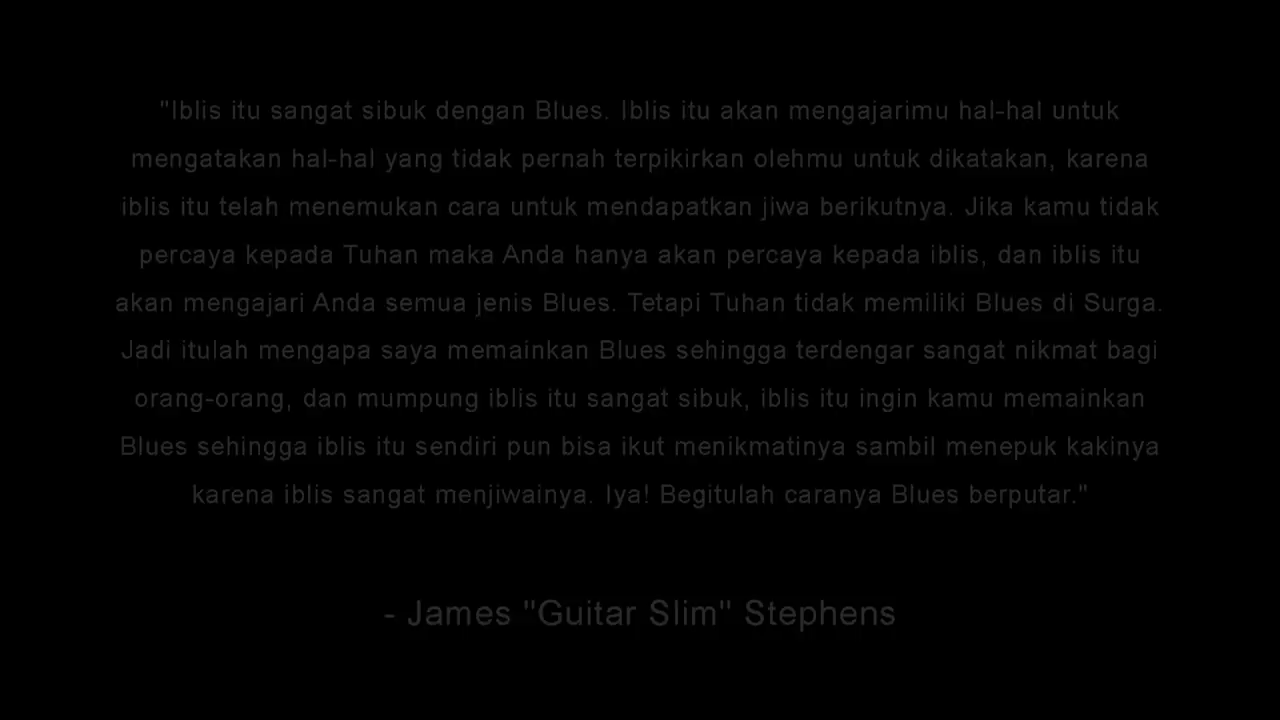 "Iblis itu sangat sibuk dengan Blues. Iblis itu akan mengajarimu hal-hal untuk
mengatakan hal-hal yang tidak pernah terpikirkan olehmu untuk dikatakan, karena
iblis itu telah menemukan cara untuk mendapatkan jiwa berikutnya. Jika kamu tidak
percaya kepada Tuhan maka Anda hanya akan percaya kepada iblis, dan iblis itu
akan mengajari Anda semua jenis Blues. Tetapi Tuhan tidak memiliki Blues di Surga.
Jadi itulah mengapa saya memainkan Blues sehingga terdengar sangat nikmat bagi
orang-orang, dan mumpung iblis itu sangat sibuk, iblis itu ingin kamu memainkan
Blues sehingga iblis itu sendiri pun bisa ikut menikmatinya sambil menepuk kakinya
karena iblis sangat menjiwainya. Iya! Begitulah caranya Blues berputar."
- James "Guitar Slim" Stephens